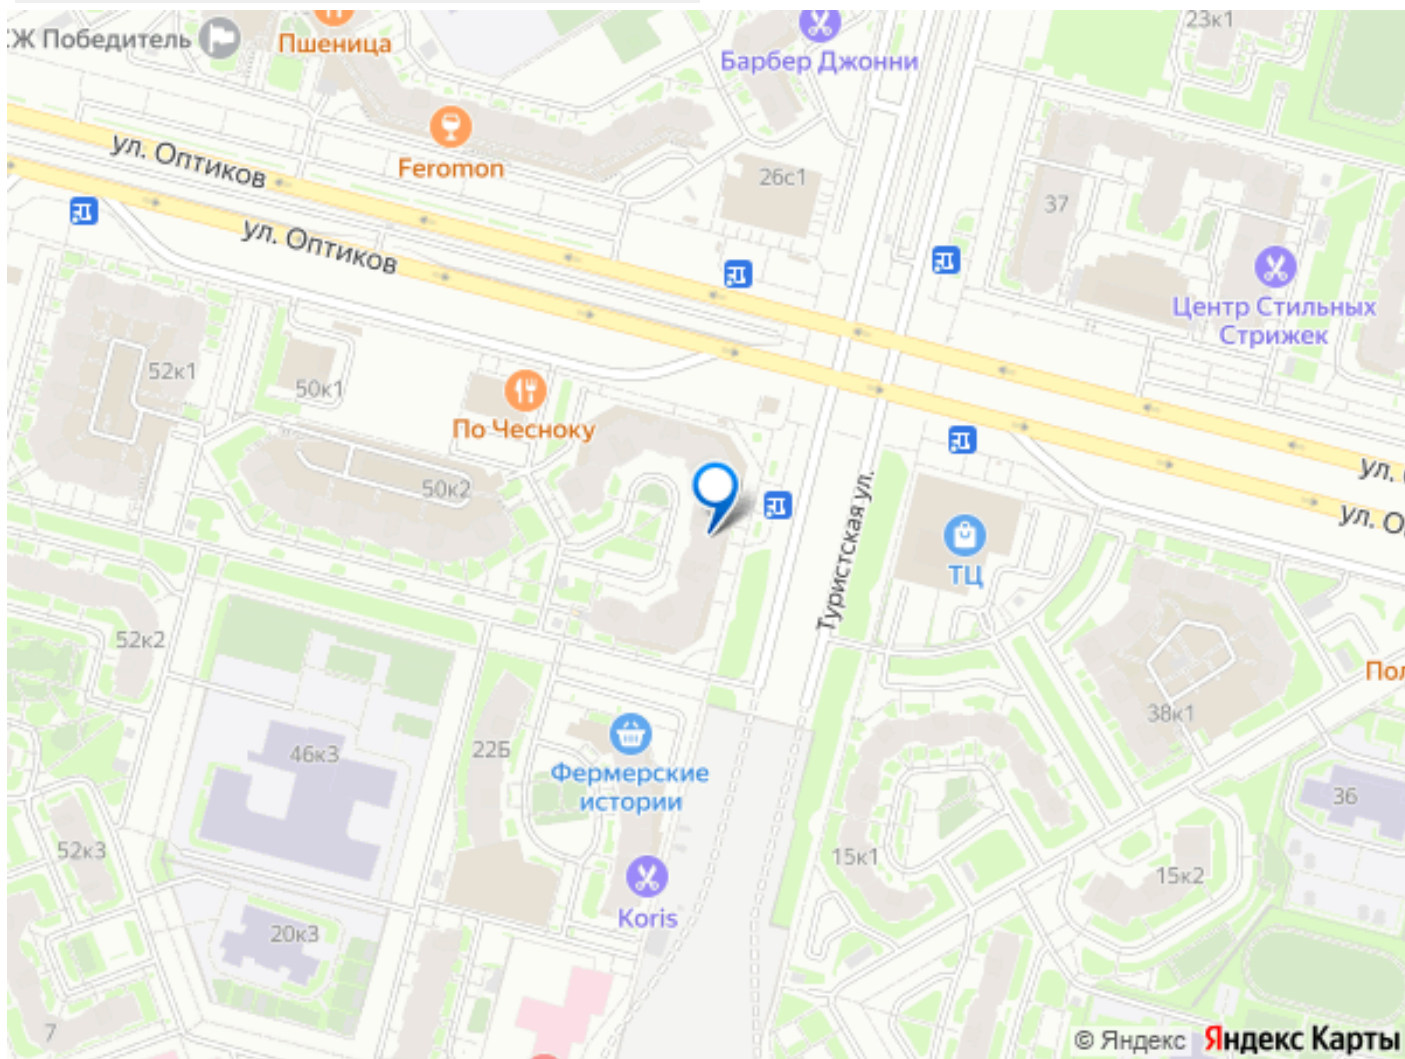 СЖ Победитель
Пшеница
Барбер Джонни
23к1
Feromon
ул. Оптиков
26с1
37
ул. Оптиков
Центр Стильных
Стрижек
52к1
50к1
По Чесноку
50к2
ул.
ул. О
Туристская ул.
ТЦ
52к2
38к1
46к3
22Б
Фермерские
истории
36
52к3
15к1
15к2
Koris
20к3
7
© Яндекс Яндекс Карты